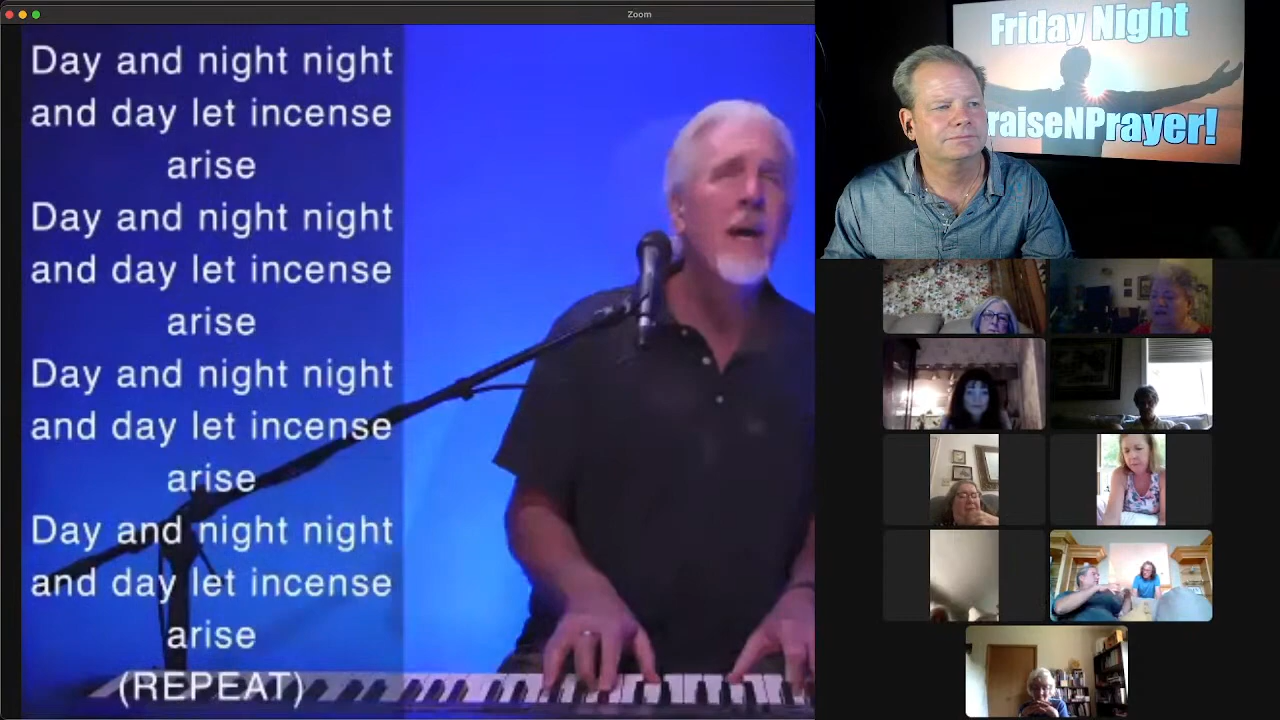 Zoom
Day and night night
and day let incense
arise
Day and night night
and day let incense
arise
Day and night night
and day let incense
arise
Day and night night
and day let incense
arise
(REPEAT)
Friday Night
raiseNPrayer!